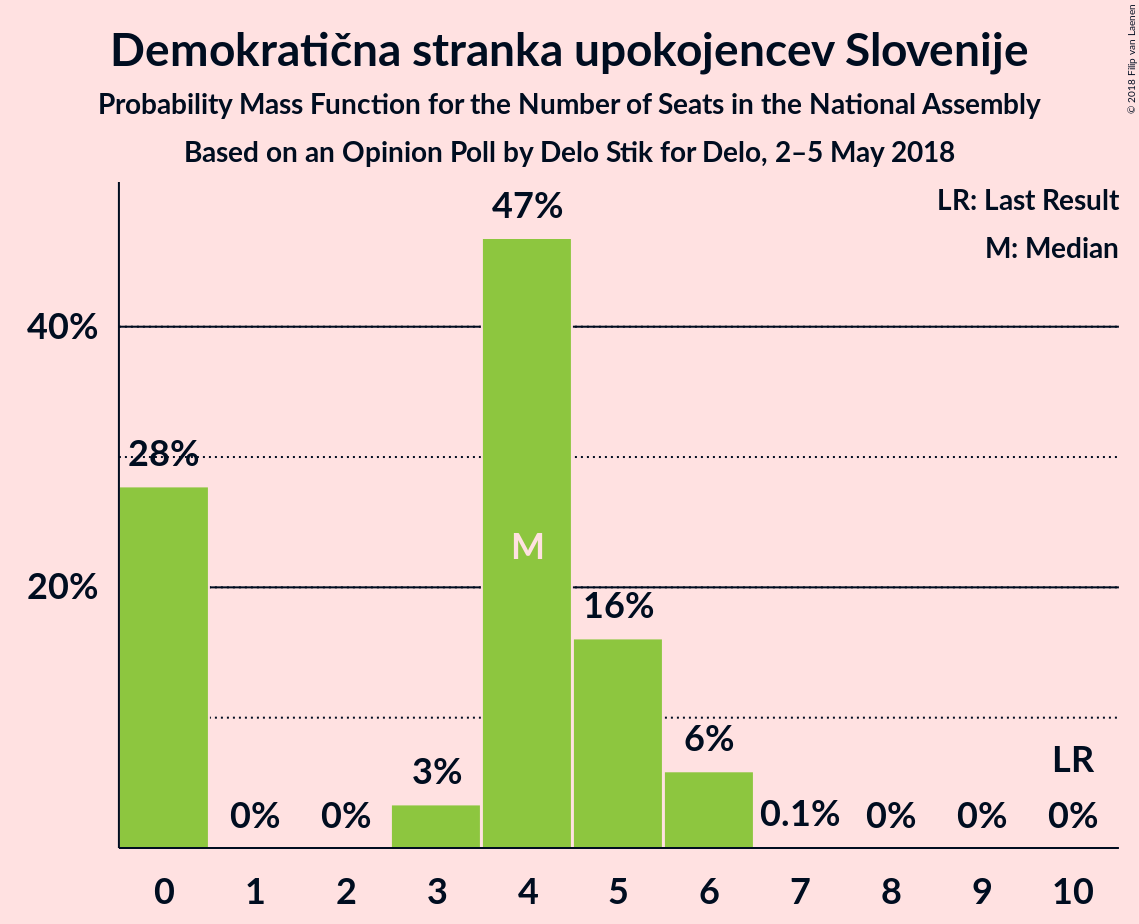 Demokratična stranka upokojencev Slovenije
Probability Mass Function for the Number of Seats in the National Assembly
Based on an Opinion Poll by Delo Stik for Delo, 2–5 May 2018
© 2018 Filip van Laenen
LR: Last Result
M: Median
47%
40%
28%
M
20%
16%
6%
3%
LR
0%
0%
0.1%
0%
0%
0%
0 1 2 3 4 5 6 7 8 9 10